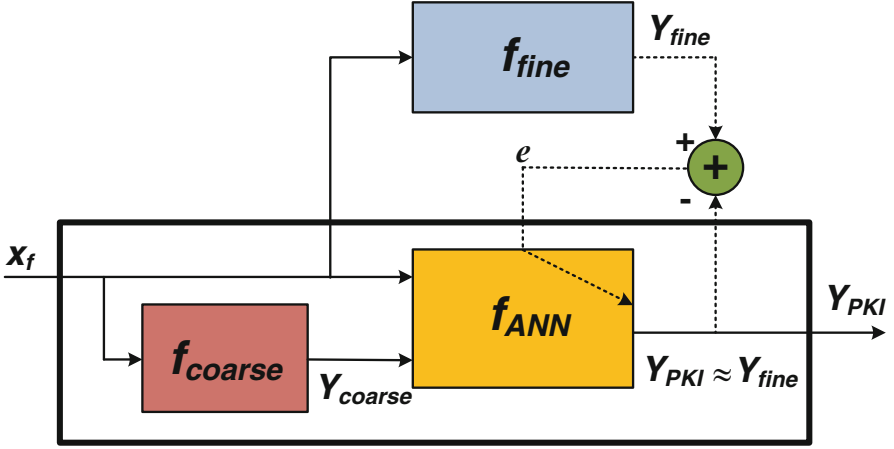 f_fine
Y_fine
+
+
e
-
x_f
f_ANN
Y_PKI
f_coarse
Y_coarse
Y_PKI ≈ Y_fine